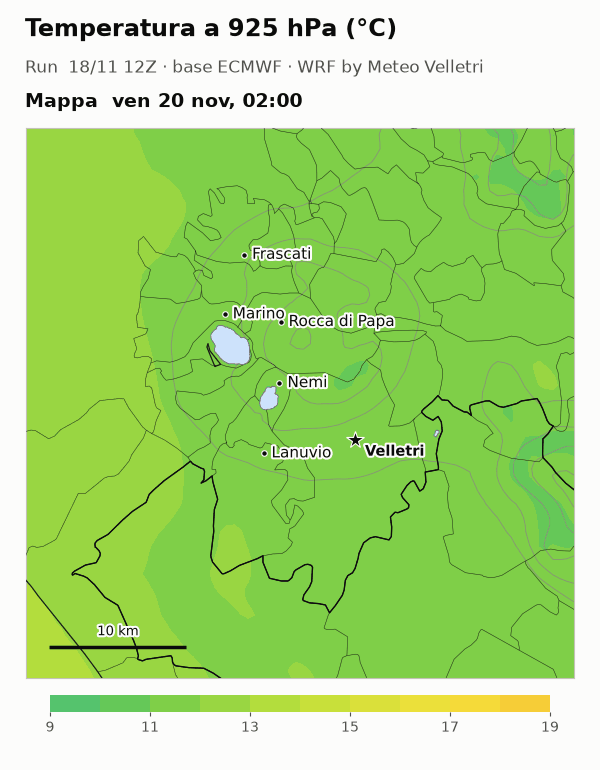 Temperatura a 925 hPa (°C)
Run  18/11 12Z · base ECMWF · WRF by Meteo Velletri
Mappa  ven 20 nov, 02:00
Frascati
Marino
Rocca di Papa
Nemi
Velletri
Lanuvio
10 km
9 11 13 15 17 19